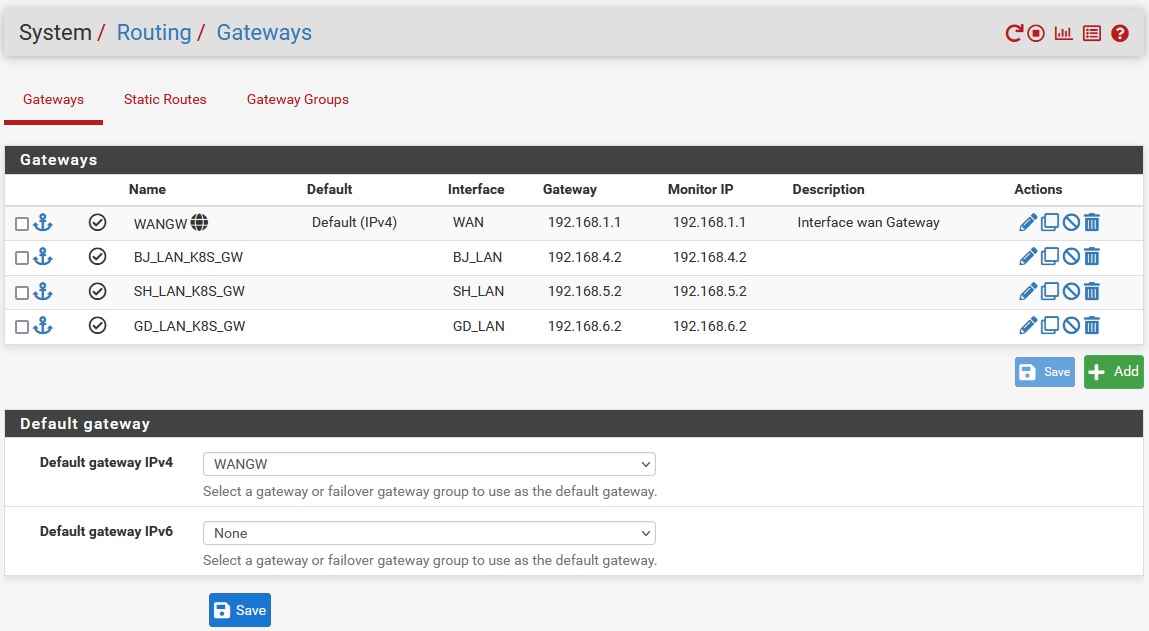 System / Routing / Gateways
Gateways Static Routes Gateway Groups
Gateways
Name Default Interface Gateway Monitor IP Description Actions
WANGW Default (IPv4) WAN 192.168.1.1 192.168.1.1 Interface wan Gateway
BJ_LAN_K8S_GW BJ_LAN 192.168.4.2 192.168.4.2
SH_LAN_K8S_GW SH_LAN 192.168.5.2 192.168.5.2
GD_LAN_K8S_GW GD_LAN 192.168.6.2 192.168.6.2
Save Add
Default gateway
Default gateway IPv4 WANGW
Select a gateway or failover gateway group to use as the default gateway.
Default gateway IPv6 None
Select a gateway or failover gateway group to use as the default gateway.
Save